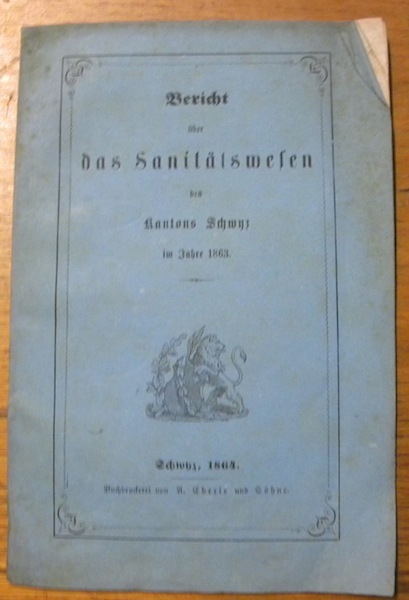 Bericht
über
das Sanitätswesen
des
Kantons Schwyz
im Jahre 1863.
Schwyz, 1864.
Buchdruckerei von A. Eberle und Söhne.